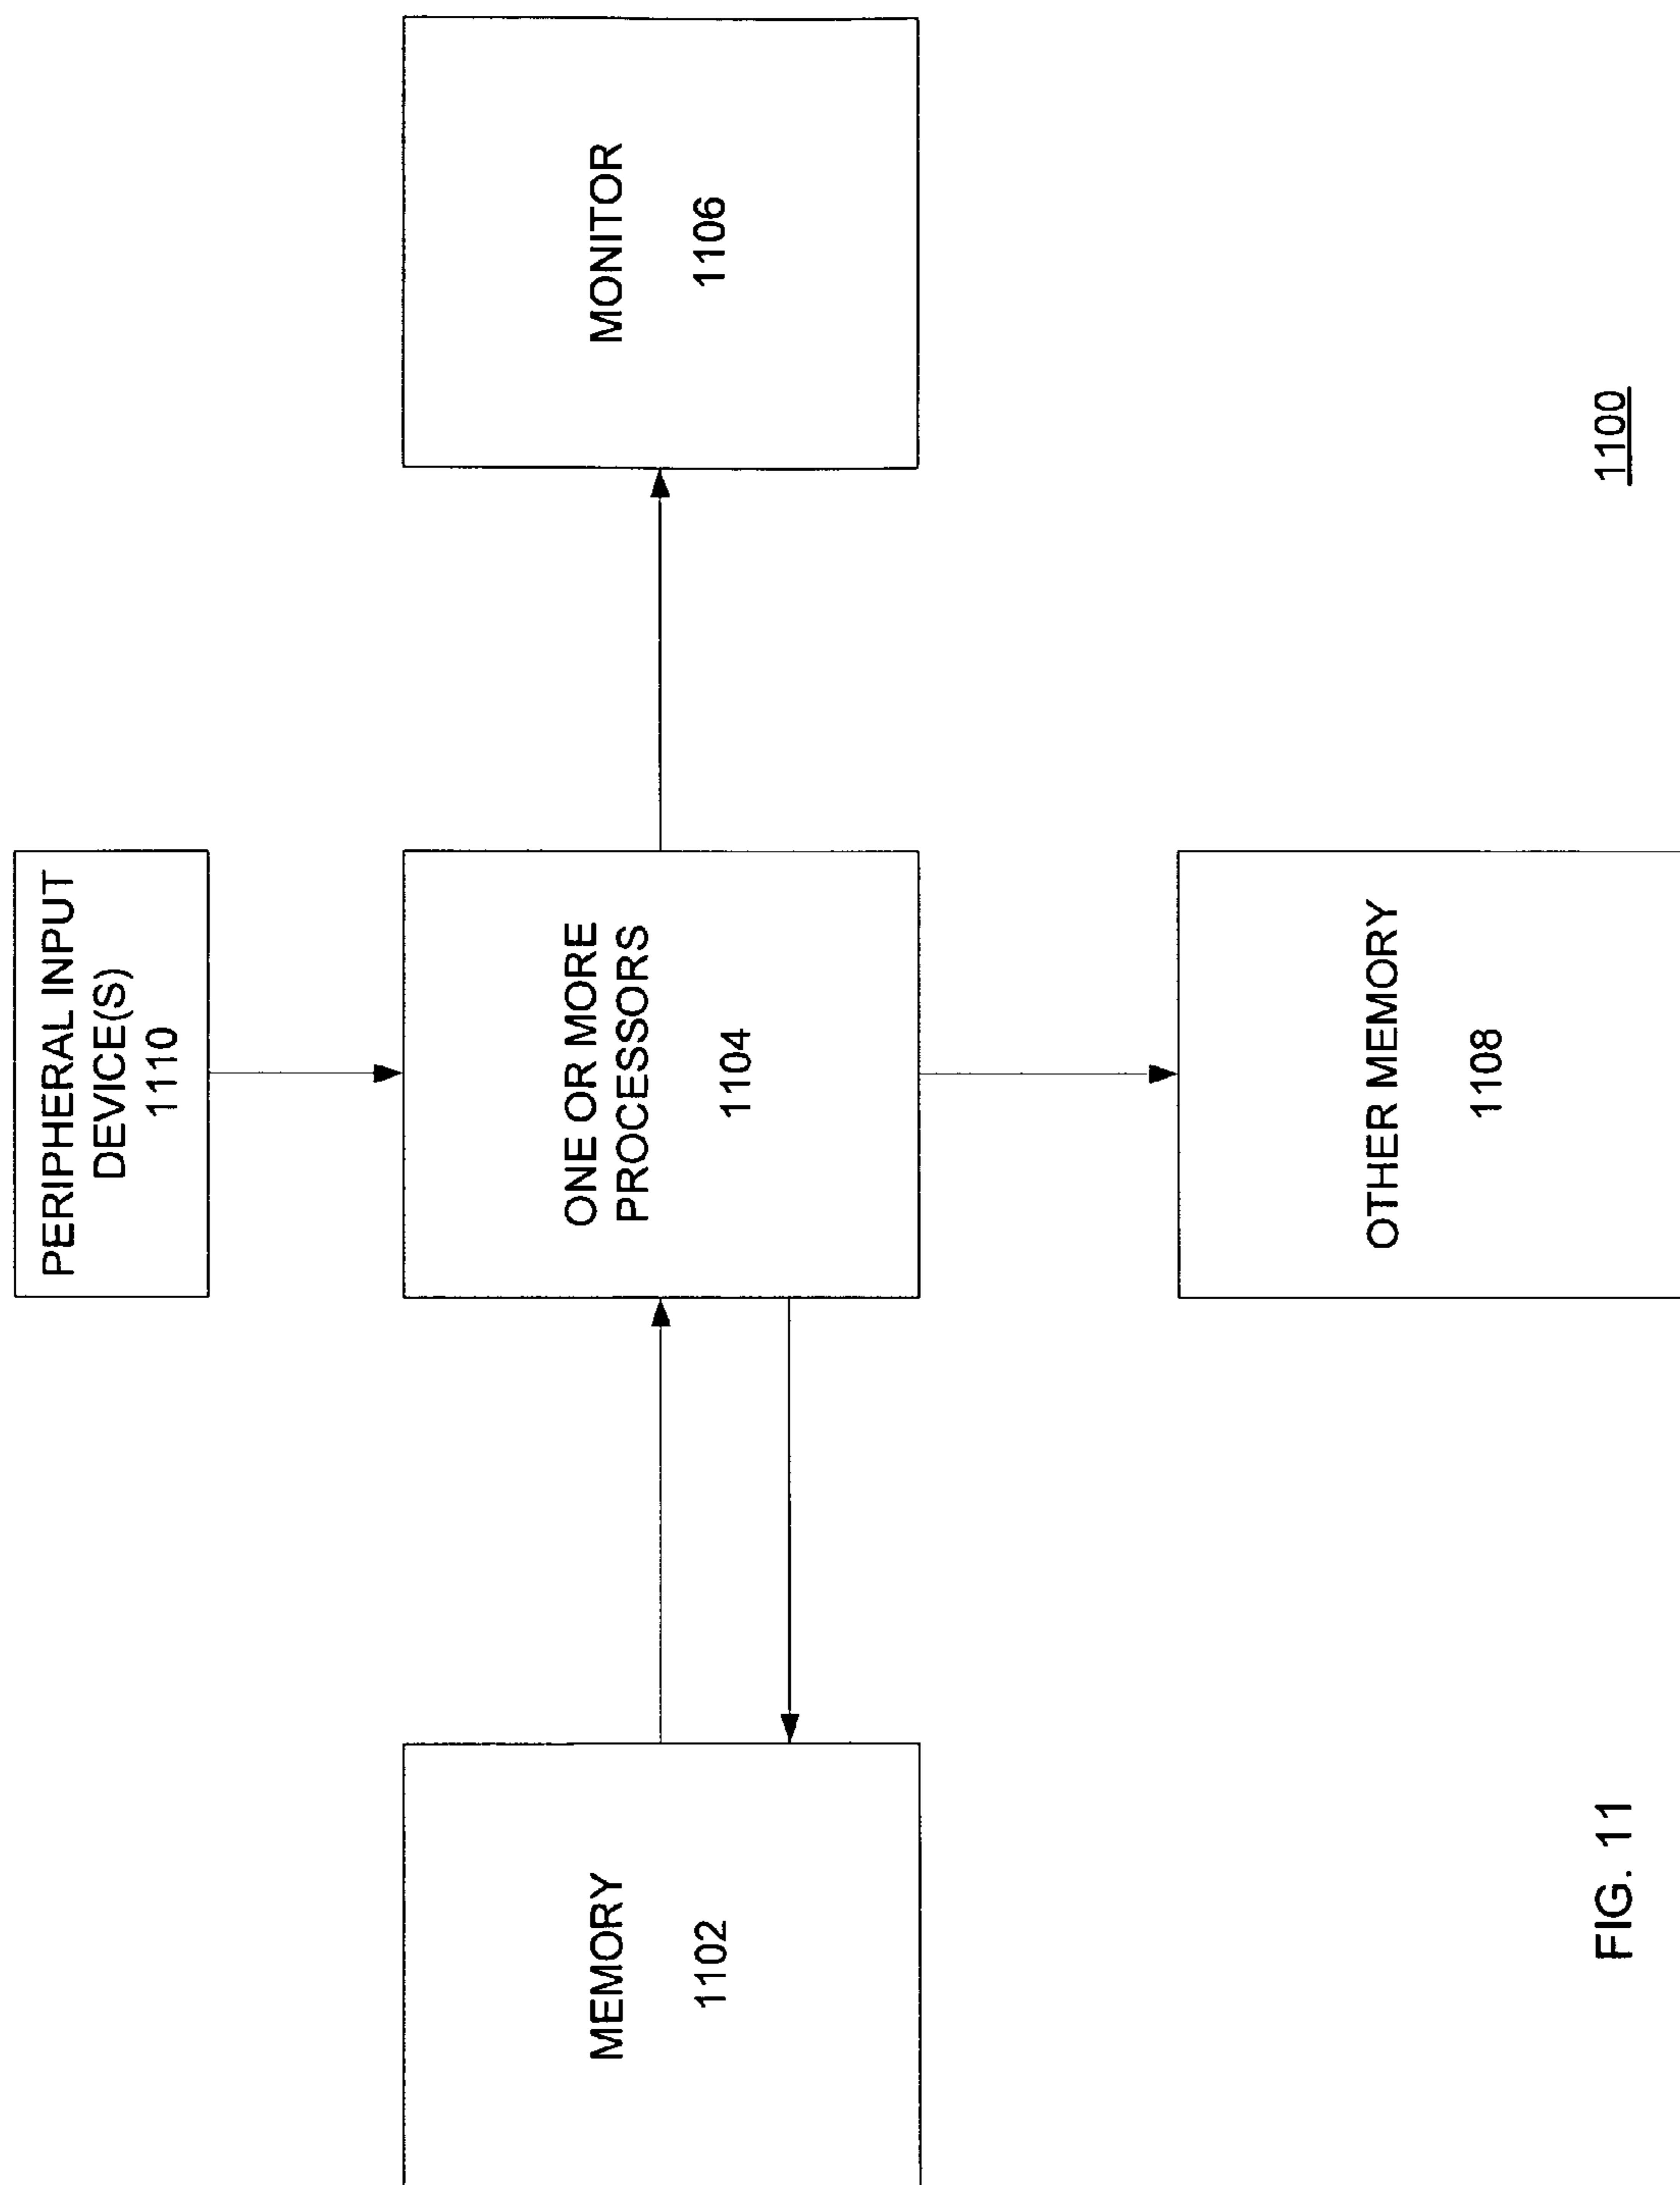 PERIPHERAL INPUT
DEVICE(S)
1110
MEMORY
1102
ONE OR MORE
PROCESSORS
1104
MONITOR
1106
OTHER MEMORY
1108
FIG. 11
1100